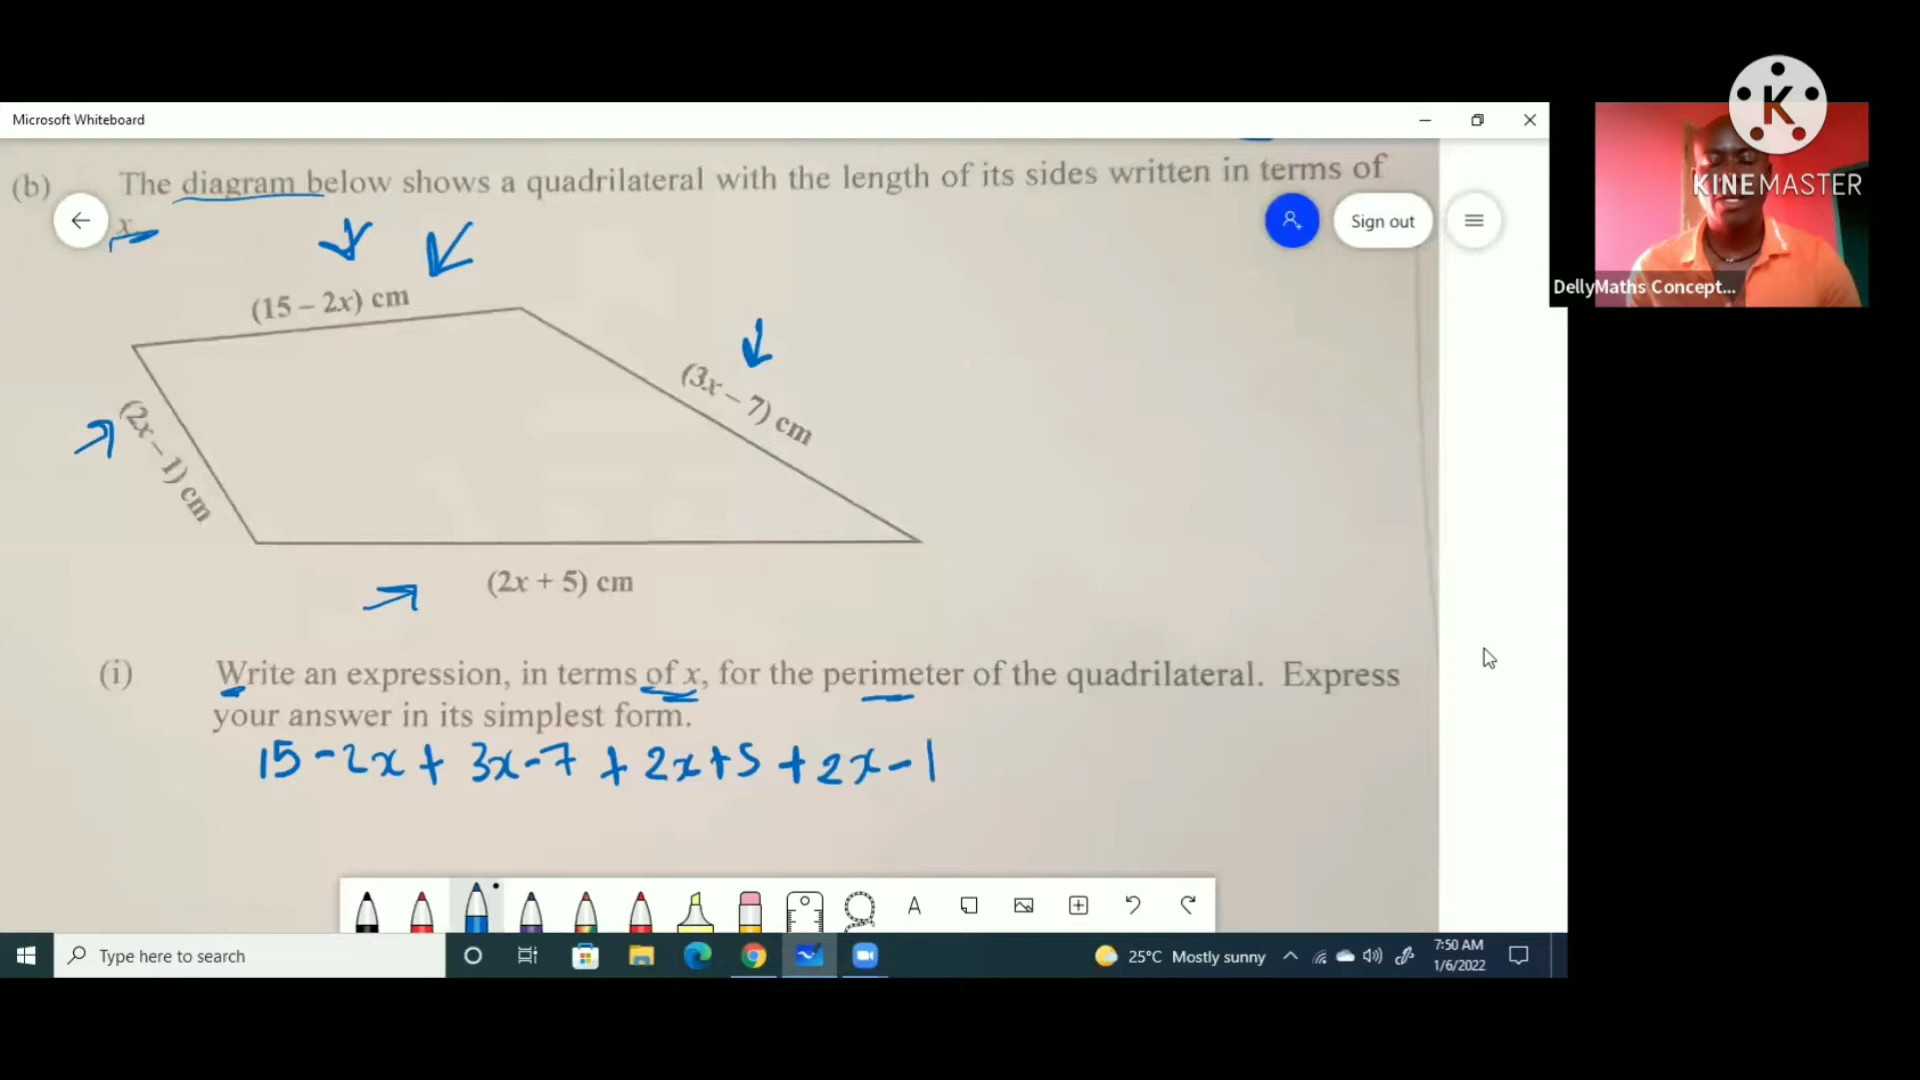 Microsoft Whiteboard
KINEMASTER
K
DellyMaths Concept...
(b) The diagram below shows a quadrilateral with the length of its sides written in terms of
x.
Sign out
(15 – 2x) cm
(3x – 7) cm
(2x – 1) cm
(2x + 5) cm
(i) Write an expression, in terms of x, for the perimeter of the quadrilateral. Express
your answer in its simplest form.
15 - 2x + 3x - 7 + 2x + 5 + 2x - 1
A
Type here to search
25°C Mostly sunny
7:50 AM
1/6/2022